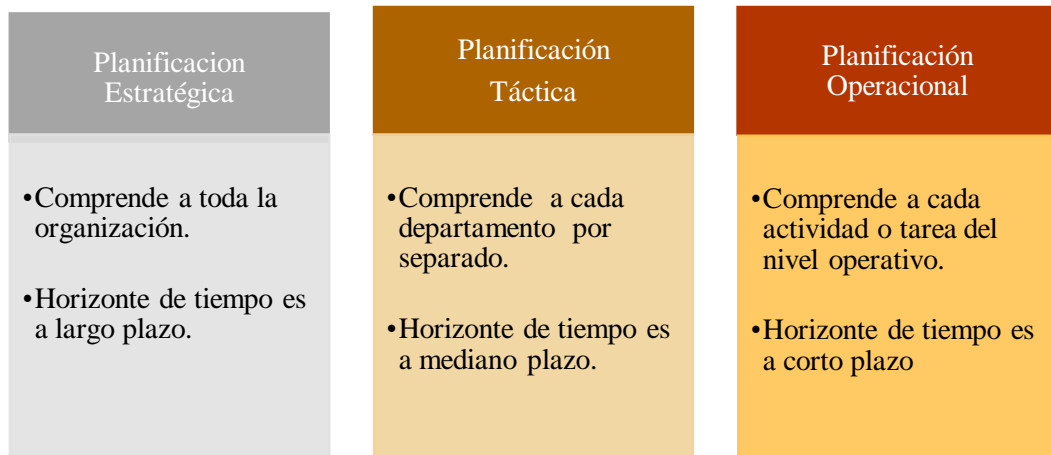 Planificacion
Estratégica
•Comprende a toda la
organización.
•Horizonte de tiempo es
a largo plazo.
Planificación
Táctica
•Comprende a cada
departamento por
separado.
•Horizonte de tiempo es
a mediano plazo.
Planificación
Operacional
•Comprende a cada
actividad o tarea del
nivel operativo.
•Horizonte de tiempo es
a corto plazo